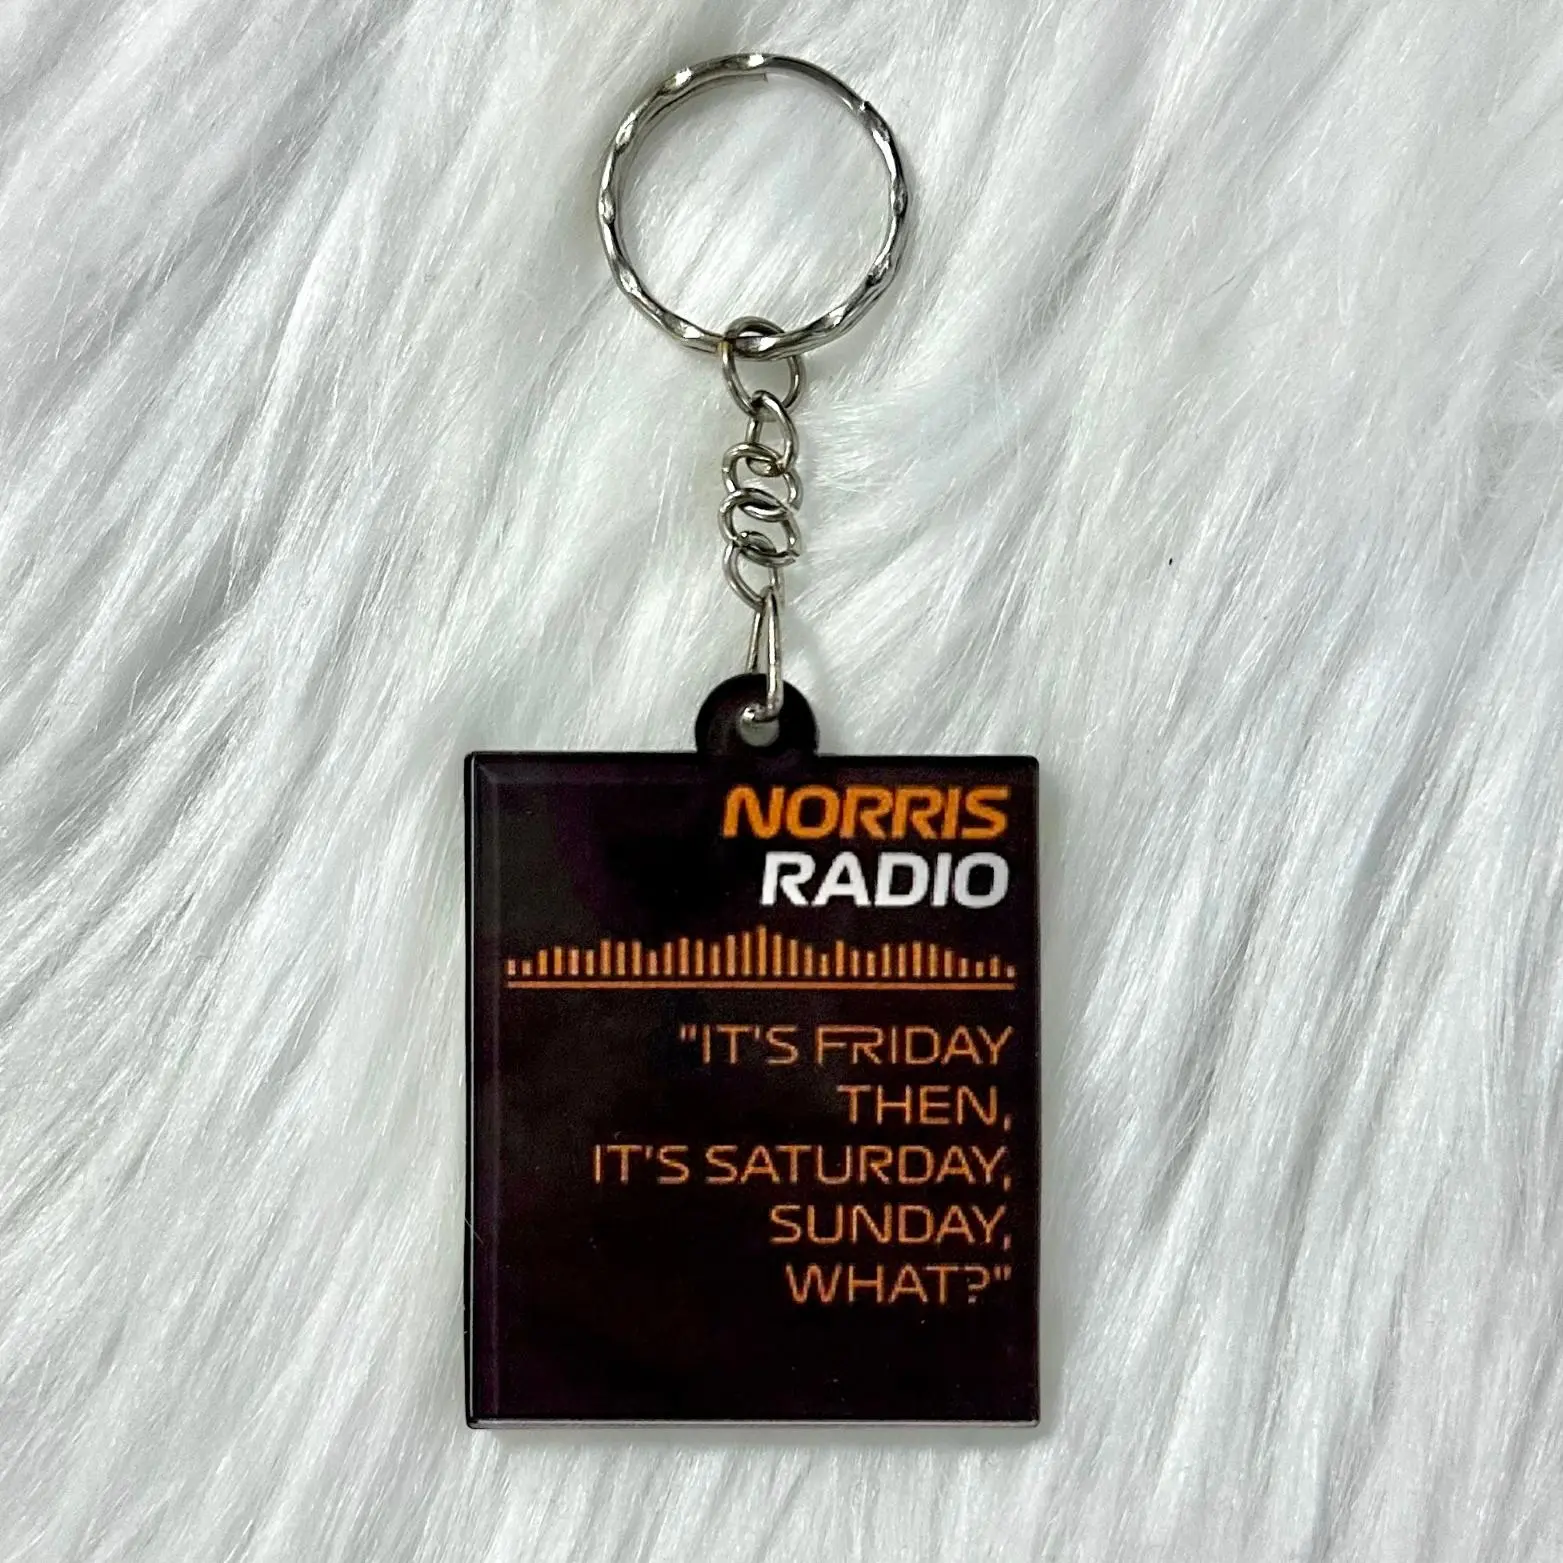 NORRIS
RADIO
"IT'S FRIDAY
THEN,
IT'S SATURDAY,
SUNDAY,
WHAT?"